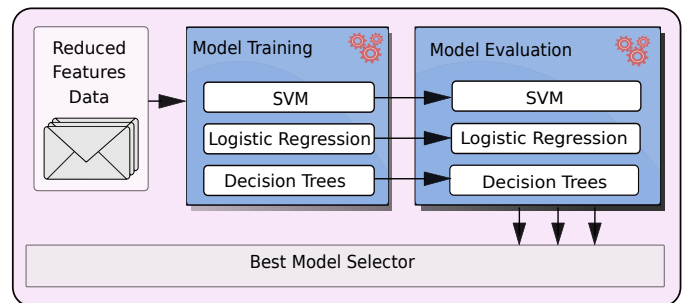 Reduced
Features
Data
Model Training
SVM
Logistic Regression
Decision Trees
Model Evaluation
SVM
Logistic Regression
Decision Trees
Best Model Selector